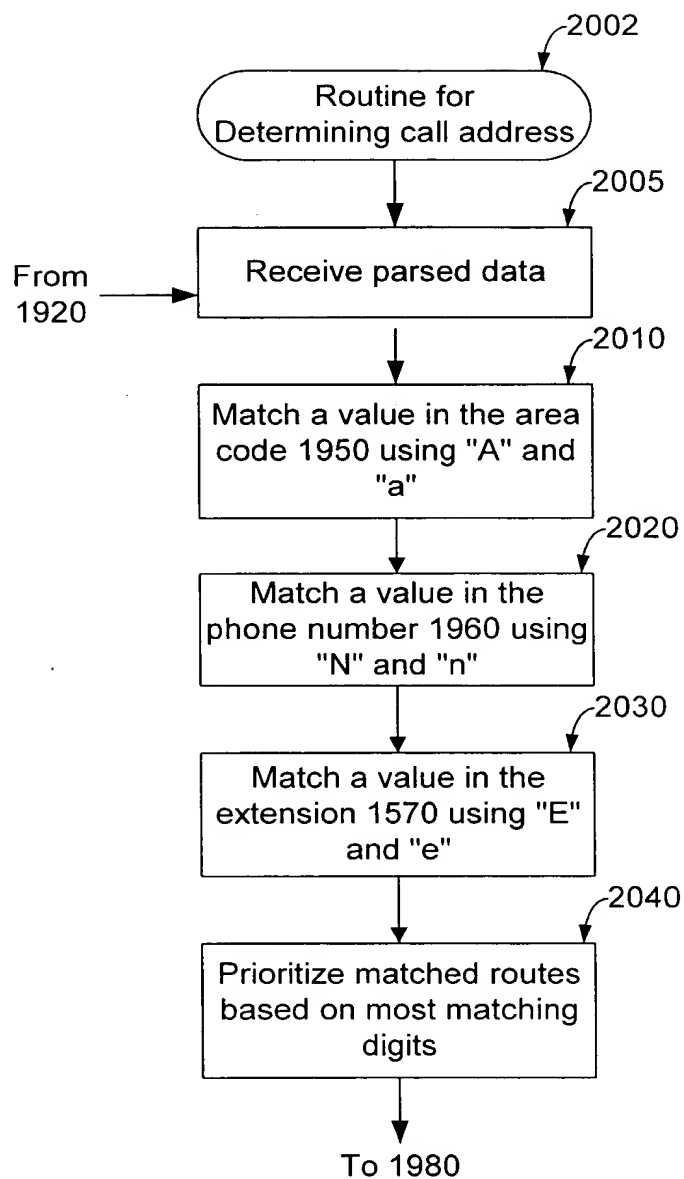 2002
Routine for
Determining call address
2005
Receive parsed data
From
1920
2010
Match a value in the area
code 1950 using "A" and
"a"
2020
Match a value in the
phone number 1960 using
"N" and "n"
2030
Match a value in the
extension 1570 using "E"
and "e"
2040
Prioritize matched routes
based on most matching
digits
To 1980